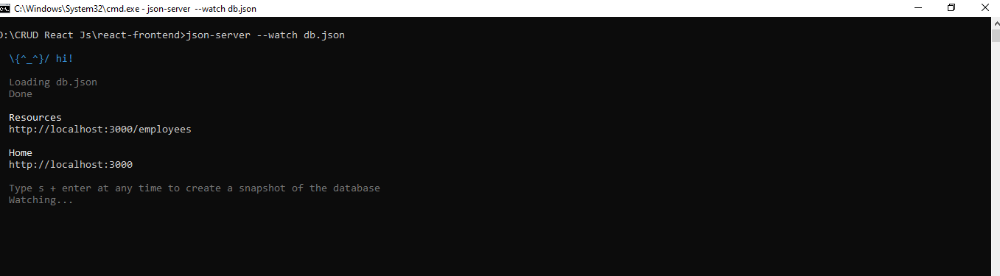 C:\Windows\System32\cmd.exe - json-server --watch db.json
D:\CRUD React Js\react-frontend>json-server --watch db.json
\{^_^}/ hi!
Loading db.json
Done
Resources
http://localhost:3000/employees
Home
http://localhost:3000
Type s + enter at any time to create a snapshot of the database
Watching...